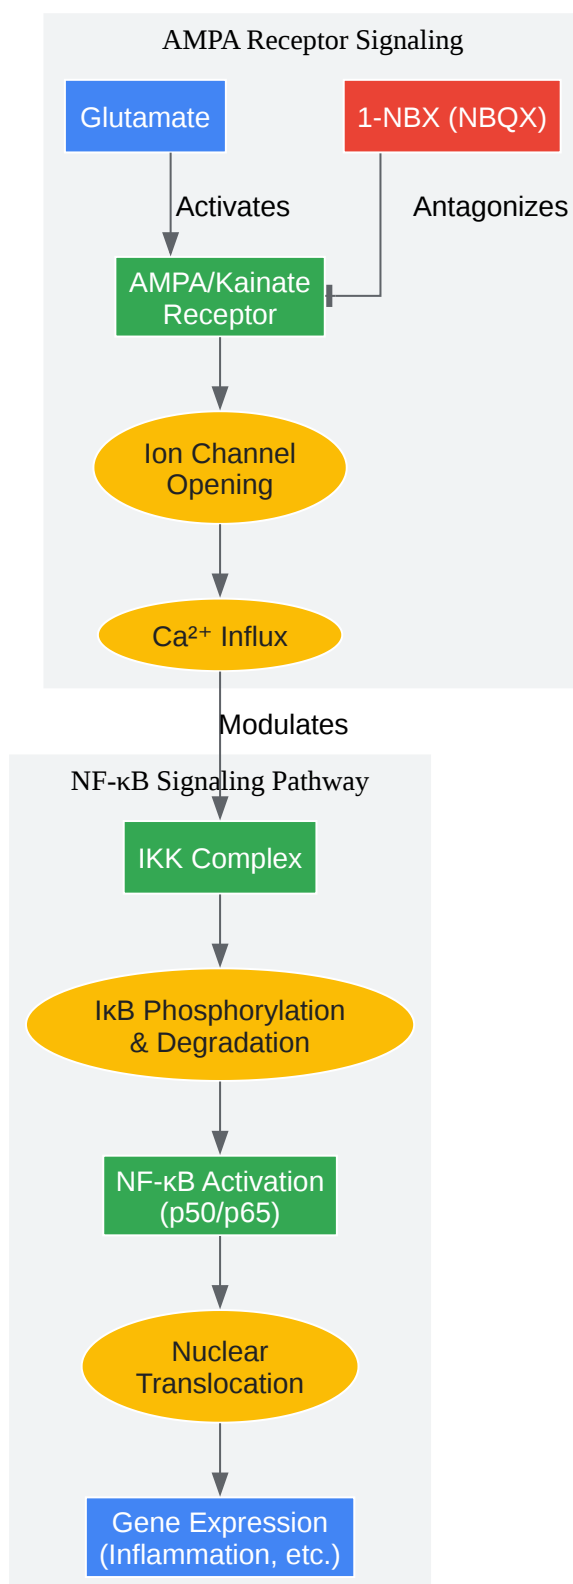 AMPA Receptor Signaling
Glutamate
1-NBX (NBQX)
Activates
Antagonizes
AMPA/Kainate
Receptor
Ion Channel
Opening
Ca²⁺ Influx
Modulates
NF-κB Signaling Pathway
IKK Complex
IκB Phosphorylation
& Degradation
NF-κB Activation
(p50/p65)
Nuclear
Translocation
Gene Expression
(Inflammation, etc.)